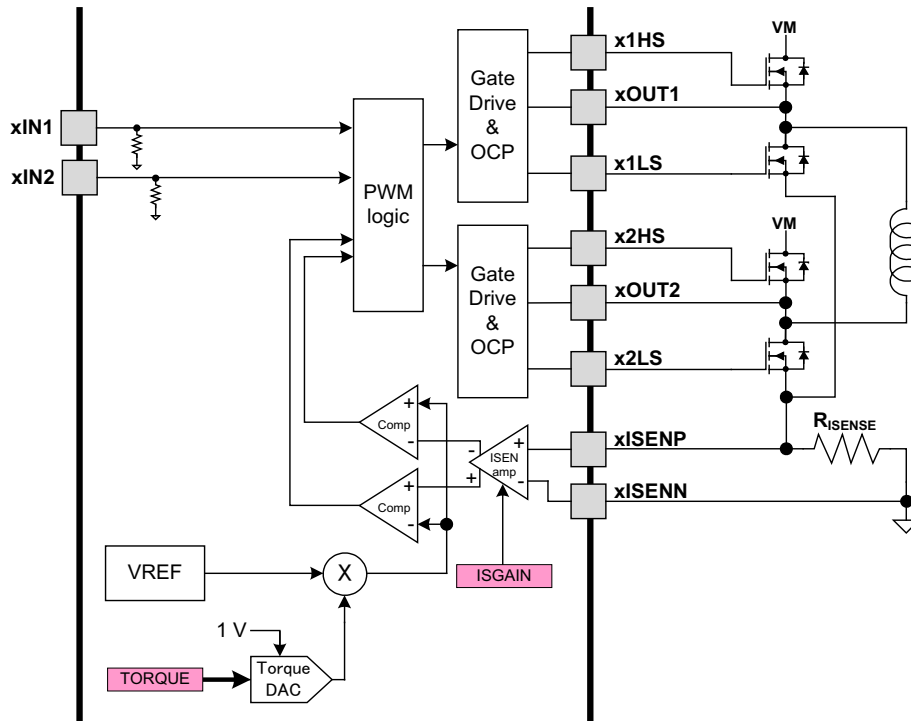 x1HS
VM
Gate
Drive
&
OCP
xOUT1
xIN1
x1LS
xIN2
PWM
logic
VM
x2HS
Gate
Drive
&
OCP
xOUT2
x2LS
+
Comp
-
RISENSE
xISENP
-
+
ISEN
amp
+
-
+
Comp
-
xISENN
VREF
X
ISGAIN
1 V
TORQUE
Torque
DAC